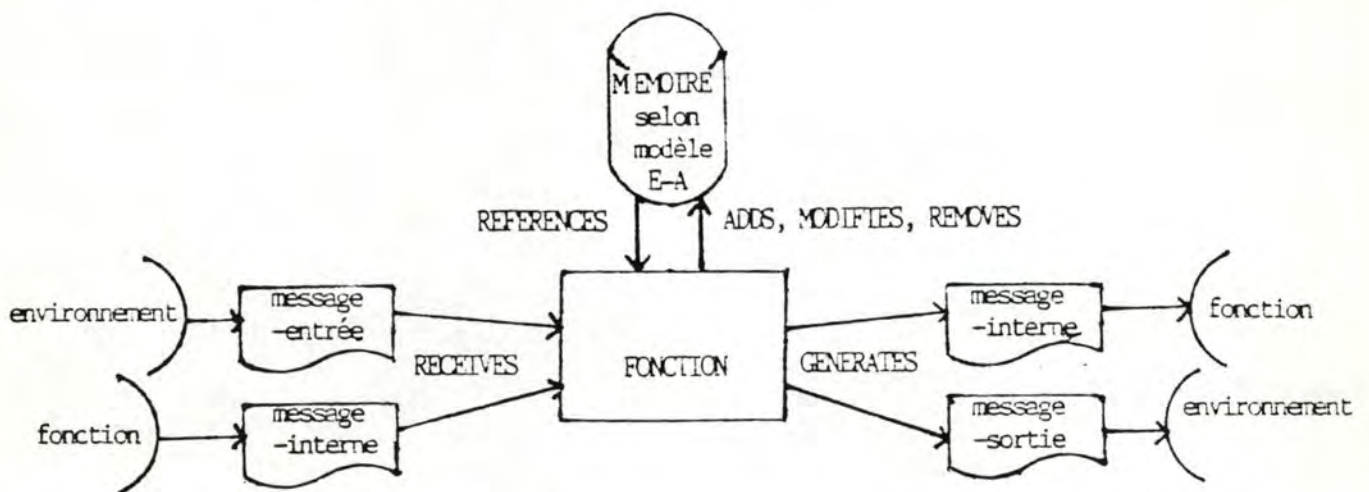 MEMOIRE
selon
modèle
E-A
REFERENCES
ADDS, MODIFIES, REMOVES
environnement
message
-entrée
RECEIVES
fonction
message
-interne
FONCTION
GENERATES
message
-interne
fonction
message
-sortie
environnement